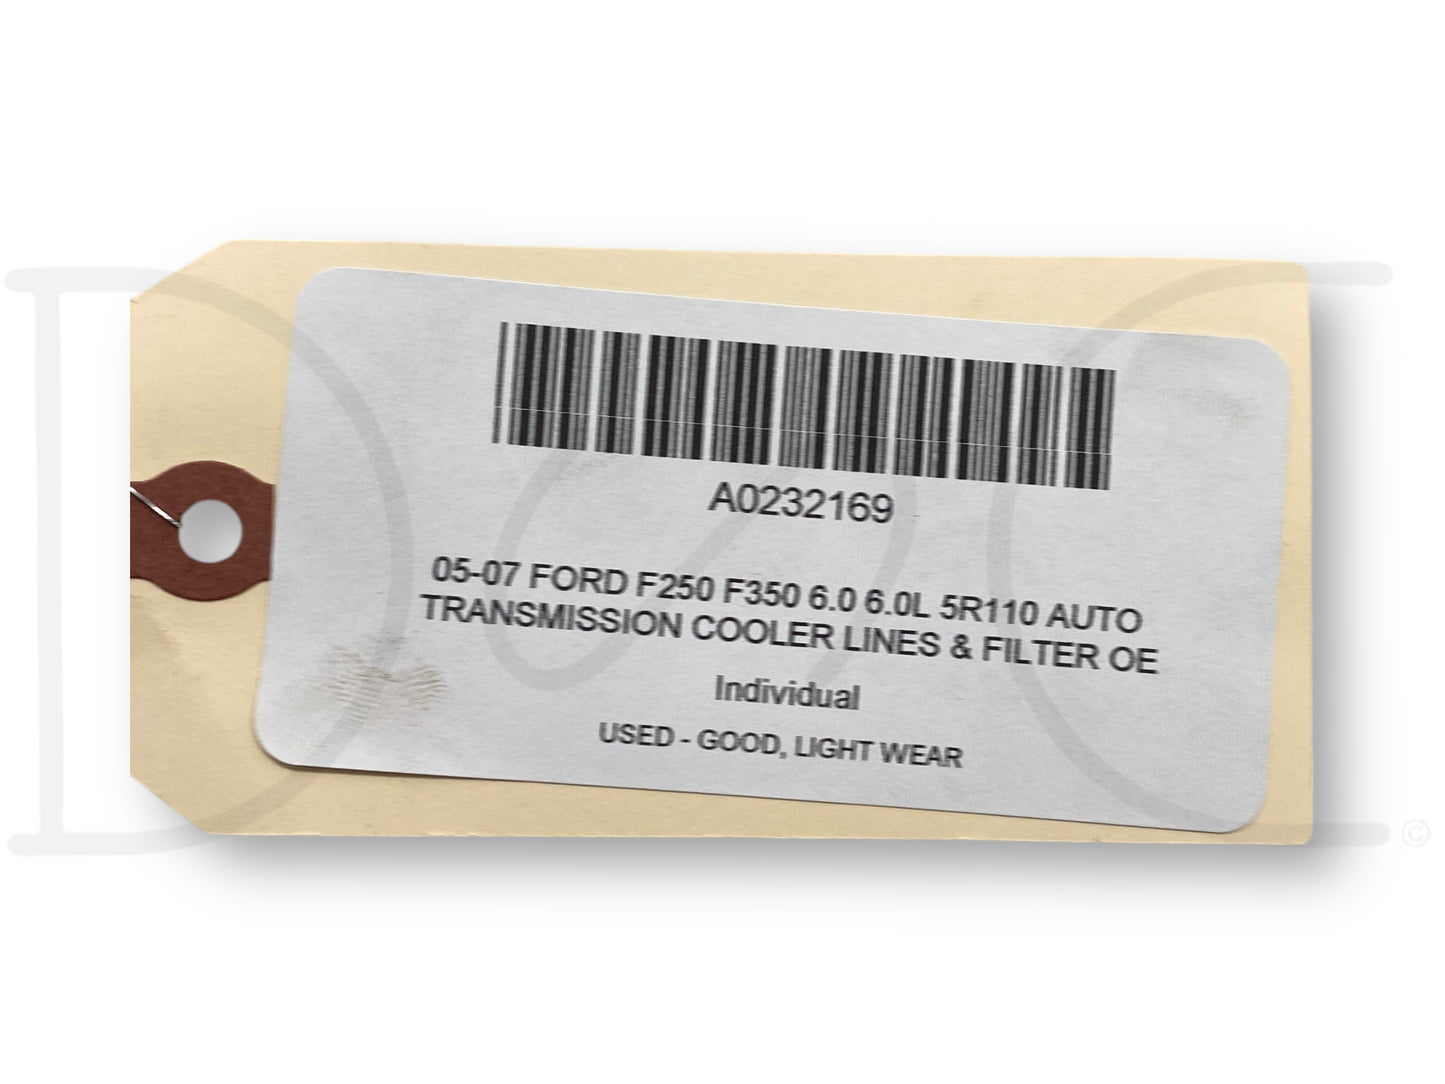 A0232169
05-07 FORD F250 F350 6.0 6.0L 5R110 AUTO
TRANSMISSION COOLER LINES & FILTER OE
Individual
USED - GOOD, LIGHT WEAR
©